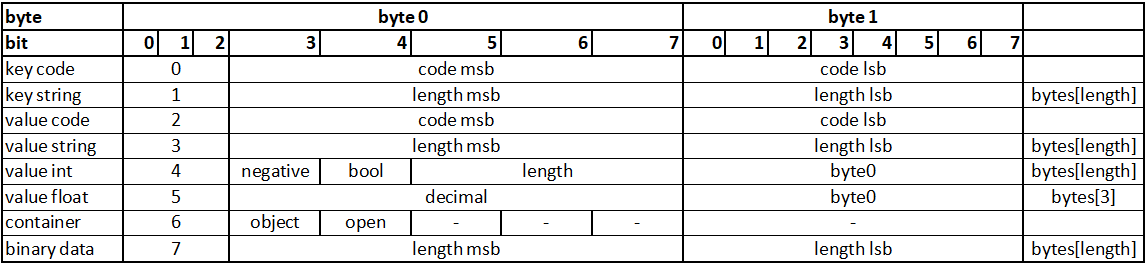 byte byte 0 byte 1
bit 0 1 2 3 4 5 6 7 0 1 2 3 4 5 6 7
key code 0 code msb code lsb
key string 1 length msb length lsb bytes[length]
value code 2 code msb code lsb
value string 3 length msb length lsb bytes[length]
value int 4 negative bool length byte0 bytes[length]
value float 5 decimal byte0 bytes[3]
container 6 object open - - - -
binary data 7 length msb length lsb bytes[length]